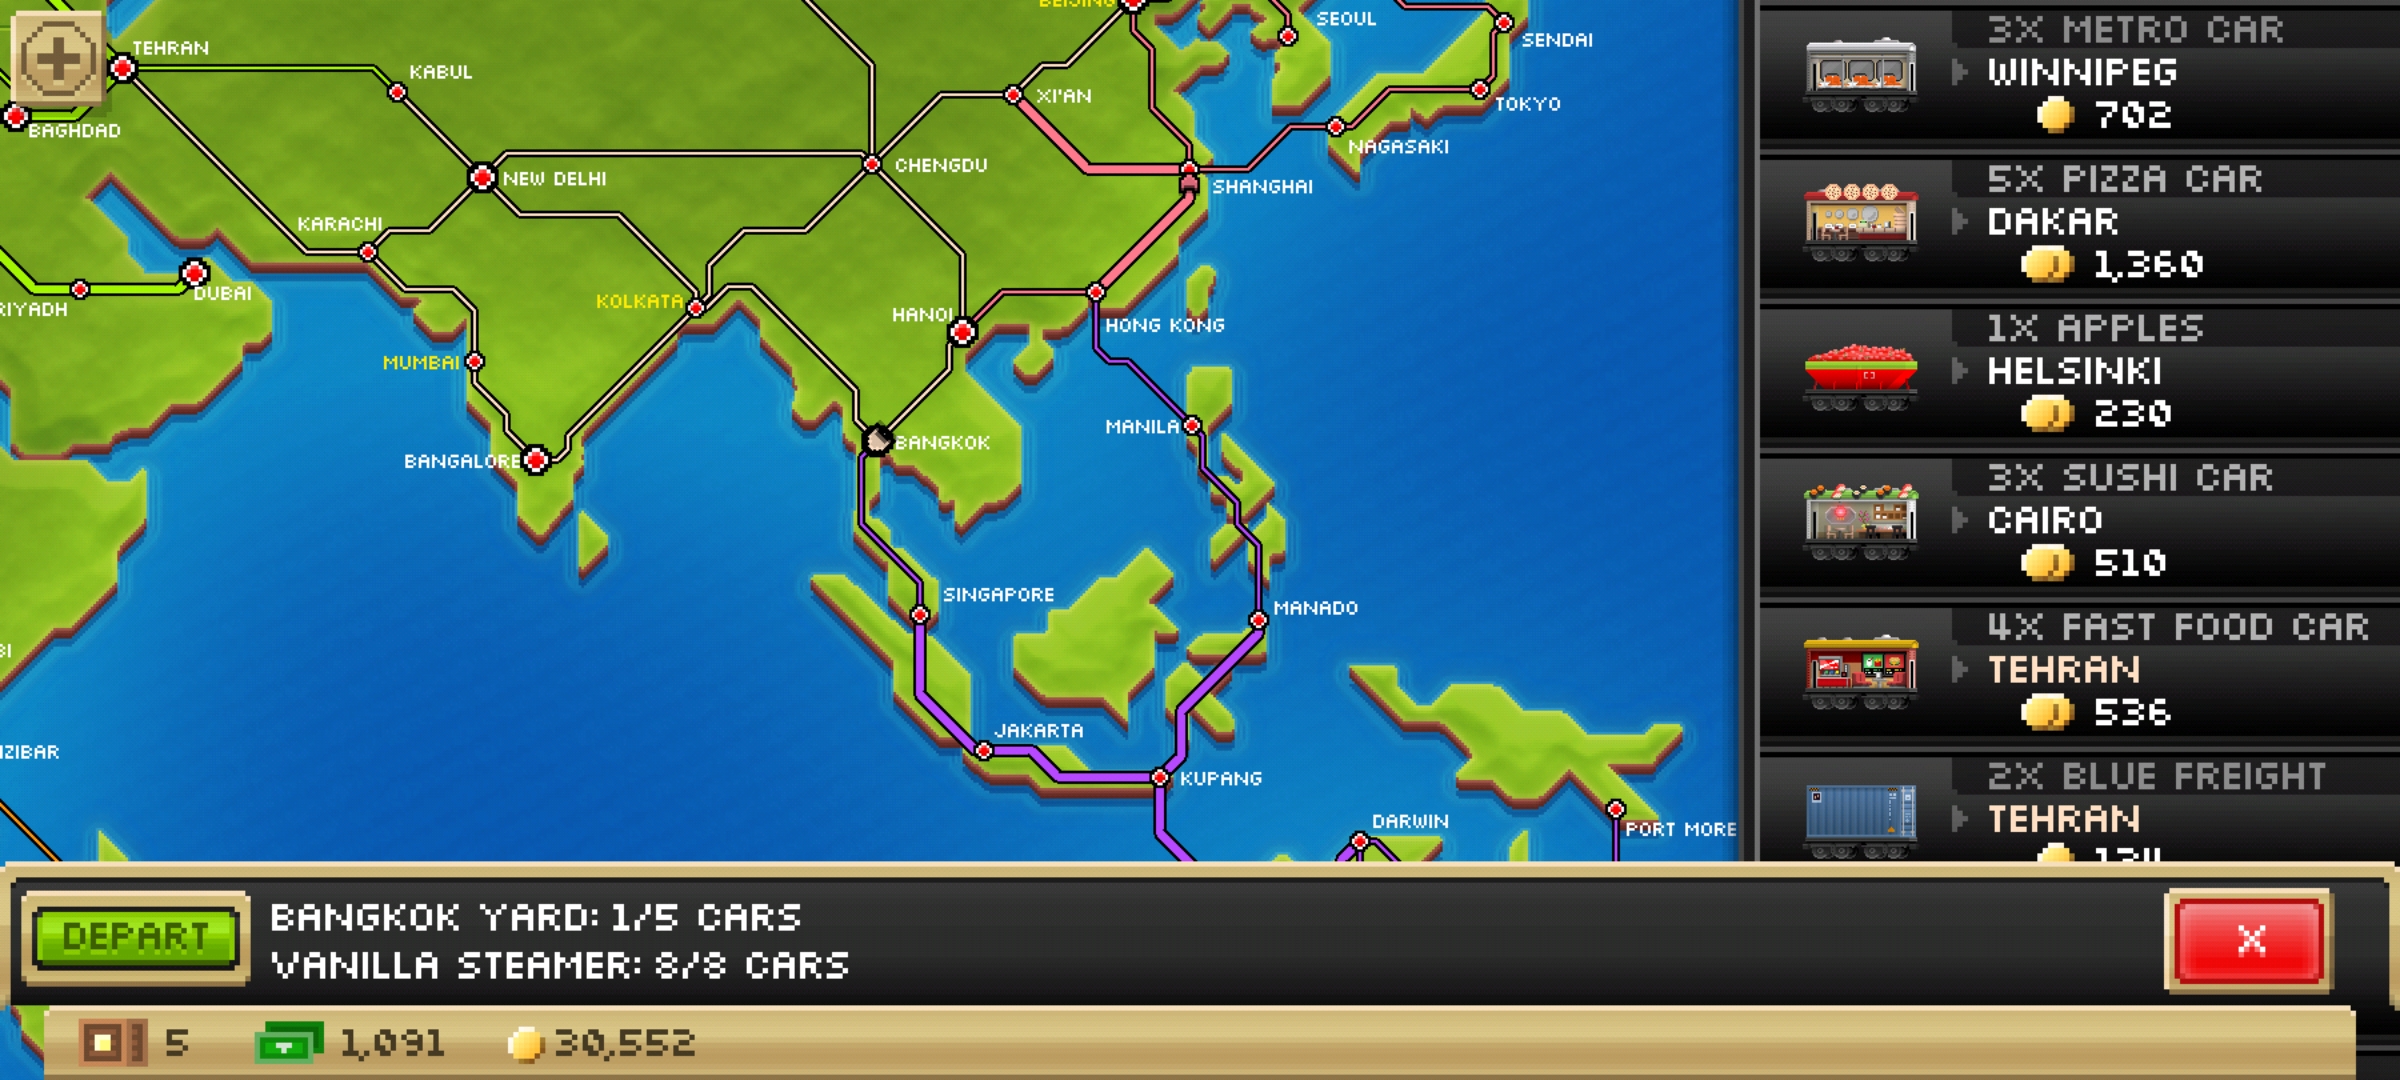 BEIJING
SEOUL
SENDAI
TEHRAN
KABUL
XI'AN
TOKYO
BAGHDAD
NAGASAKI
CHENGDU
NEW DELHI
SHANGHAI
KARACHI
DUBAI
KOLKATA
RIYADH
HANOI
HONG KONG
MUMBAI
MANILA
BANGKOK
BANGALORE
SINGAPORE
MANADO
JAKARTA
IZIBAR
KUPANG
DARWIN
PORT MORE
3X METRO CAR
WINNIPEG
702
5X PIZZA CAR
DAKAR
1,360
1X APPLES
HELSINKI
230
3X SUSHI CAR
CAIRO
510
4X FAST FOOD CAR
TEHRAN
536
2X BLUE FREIGHT
TEHRAN
134
DEPART
BANGKOK YARD: 1/5 CARS
VANILLA STEAMER: 8/8 CARS
X
5 1,091 30,552